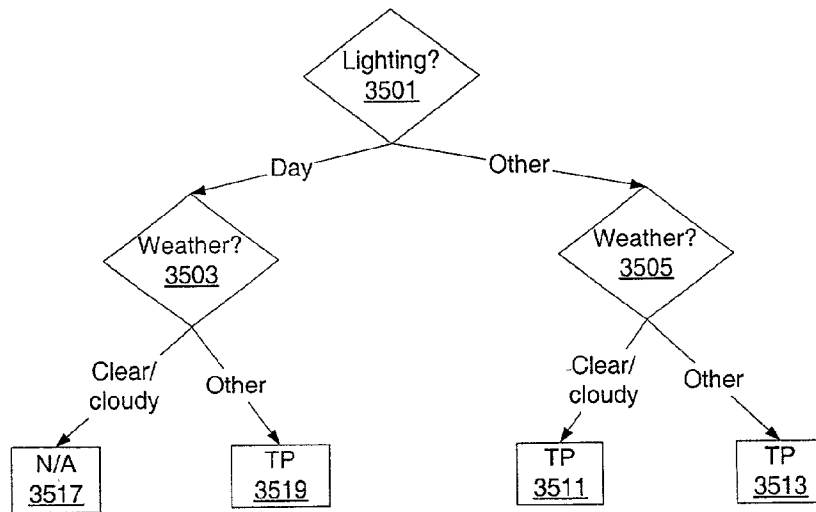 Lighting?
3501
Day
Other
Weather?
3503
Weather?
3505
Clear/
cloudy
Other
Clear/
cloudy
Other
N/A
3517
TP
3519
TP
3511
TP
3513